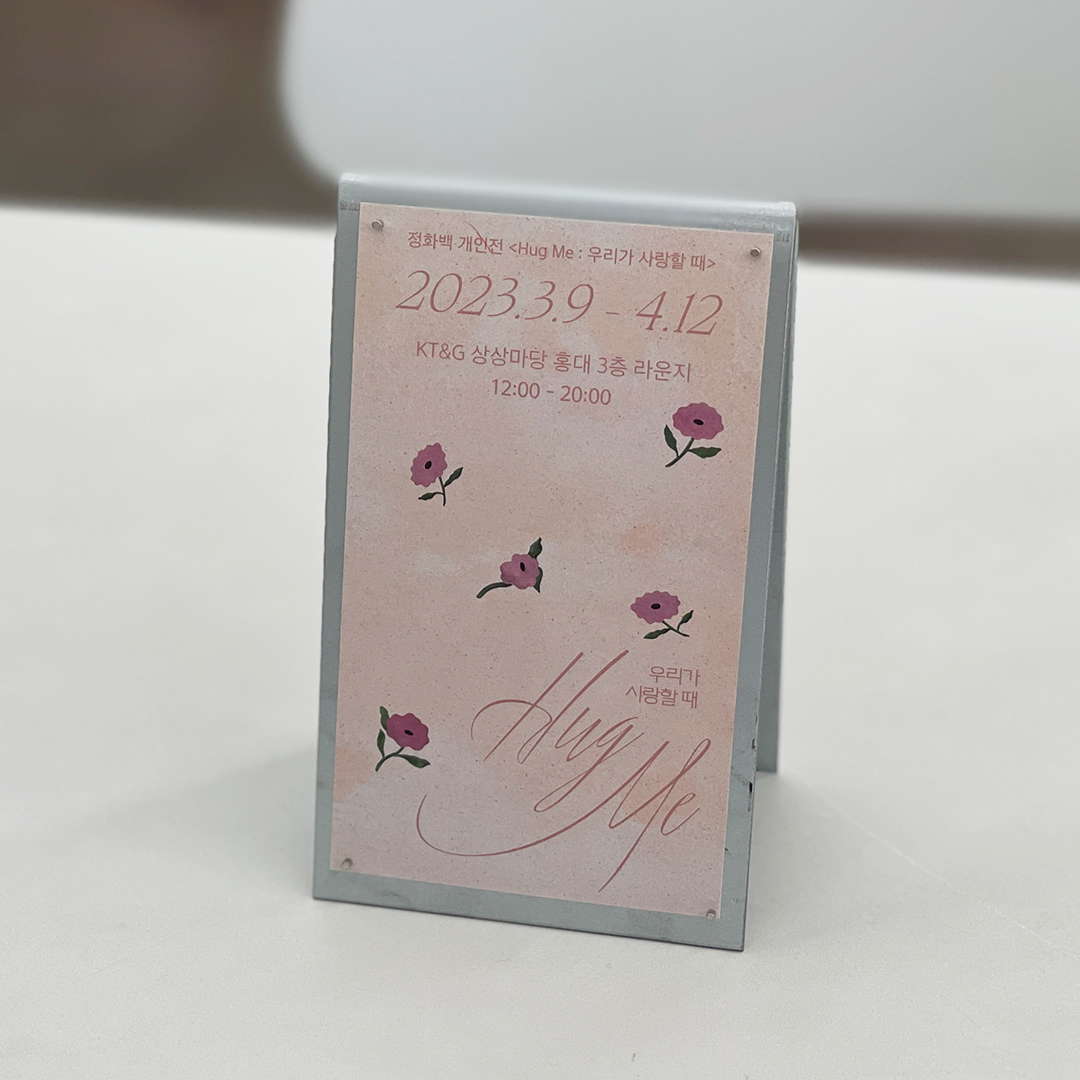 정화백 개인전 <Hug Me : 우리가 사랑할 때>
2023.3.9 - 4.12
KT&G 상상마당 홍대 3층 라운지
12:00 - 20:00
우리가
사랑할 때
Hug
Me